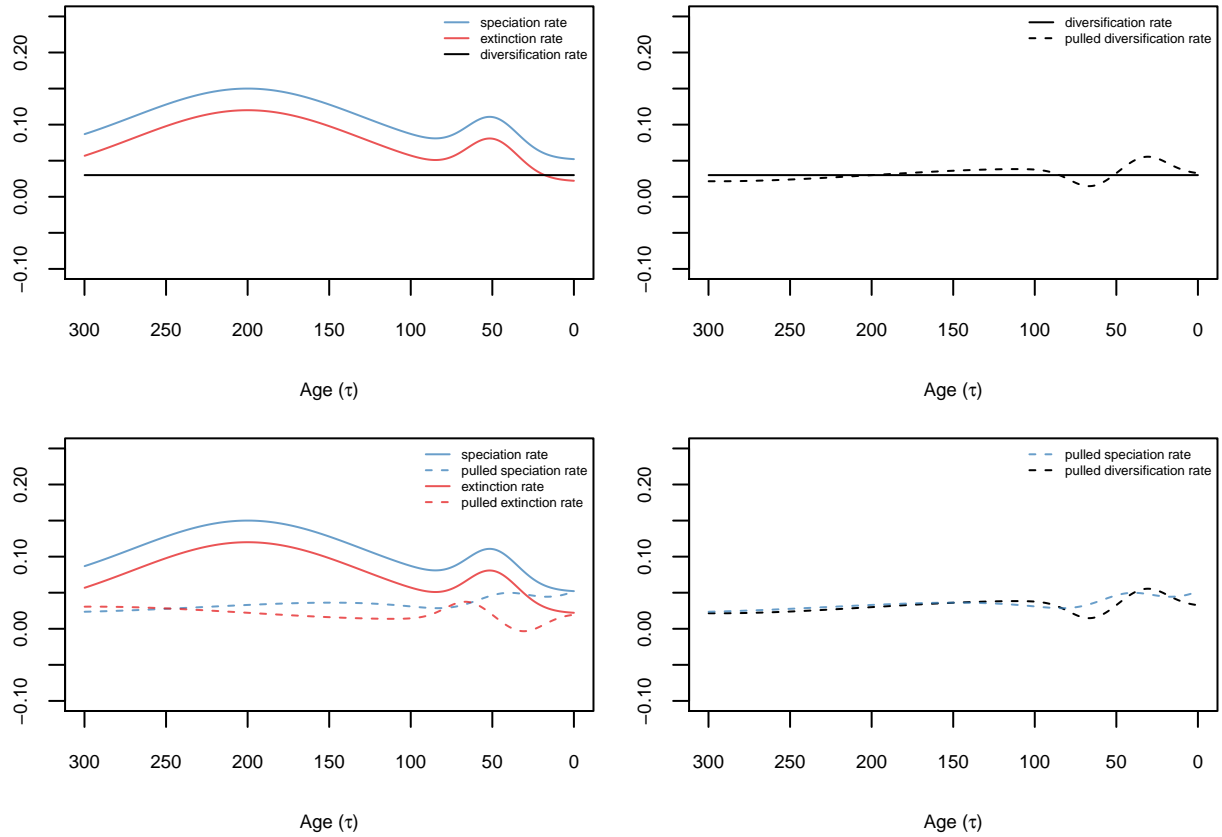 speciation rate
extinction rate
diversification rate
0.20
0.10
0.00
−0.10
300 250 200 150 100 50 0
Age (τ)
diversification rate
pulled diversification rate
0.20
0.10
0.00
−0.10
300 250 200 150 100 50 0
Age (τ)
speciation rate
pulled speciation rate
extinction rate
pulled extinction rate
0.20
0.10
0.00
−0.10
300 250 200 150 100 50 0
Age (τ)
pulled speciation rate
pulled diversification rate
0.20
0.10
0.00
−0.10
300 250 200 150 100 50 0
Age (τ)